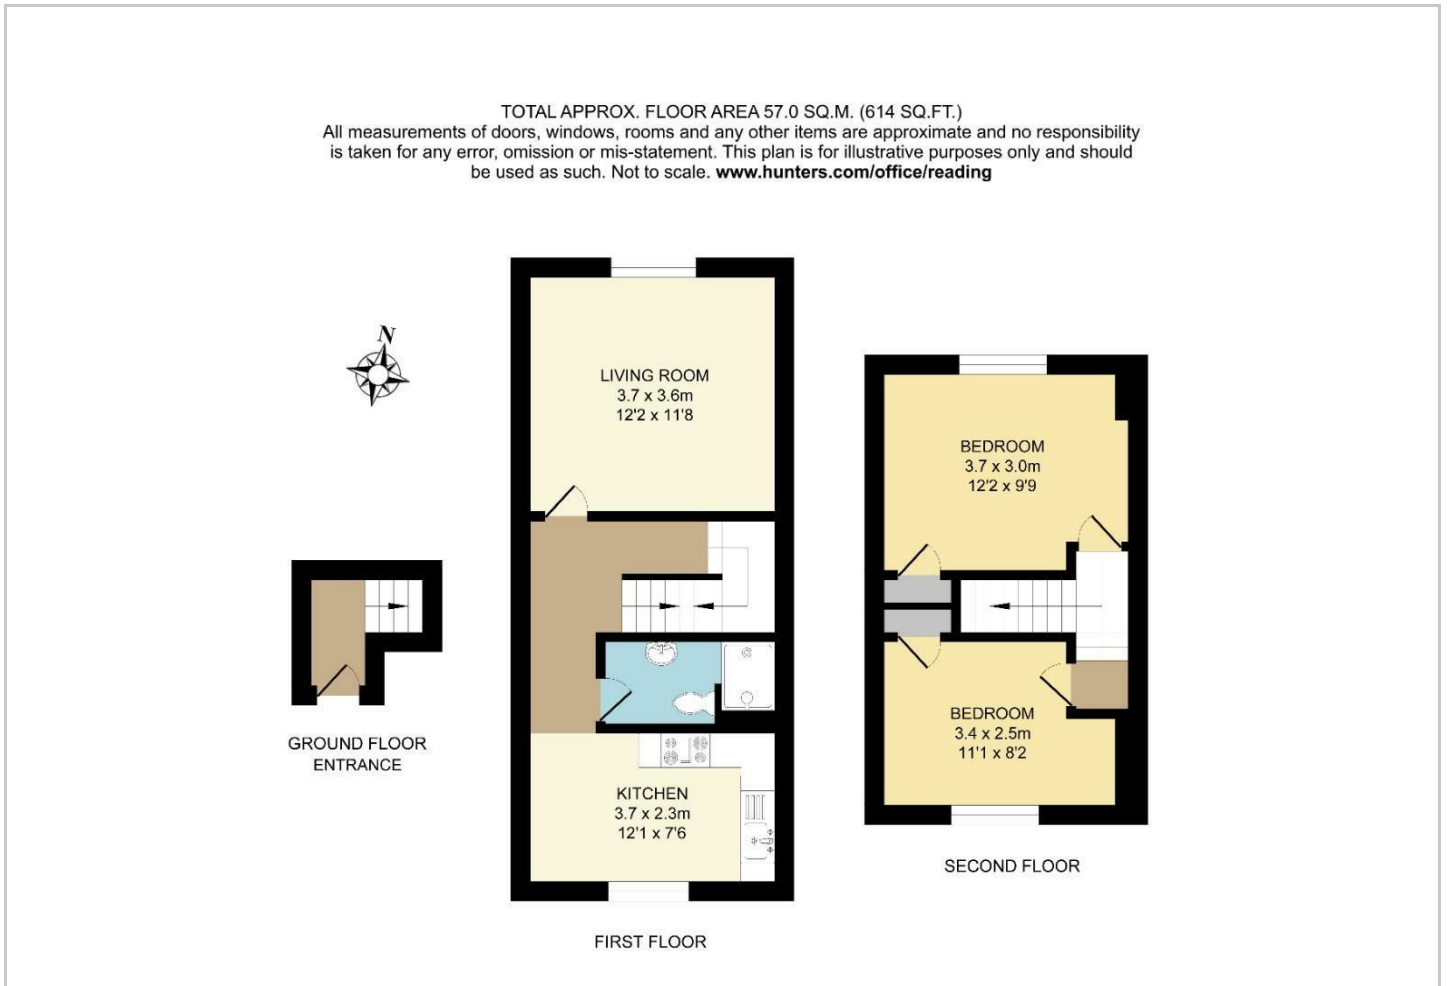 TOTAL APPROX. FLOOR AREA 57.0 SQ.M. (614 SQ.FT.)
All measurements of doors, windows, rooms and any other items are approximate and no responsibility
is taken for any error, omission or mis-statement. This plan is for illustrative purposes only and should
be used as such. Not to scale. www.hunters.com/office/reading
N
LIVING ROOM
3.7 x 3.6m
12'2 x 11'8
BEDROOM
3.7 x 3.0m
12'2 x 9'9
BEDROOM
3.4 x 2.5m
11'1 x 8'2
GROUND FLOOR
ENTRANCE
KITCHEN
3.7 x 2.3m
12'1 x 7'6
SECOND FLOOR
FIRST FLOOR